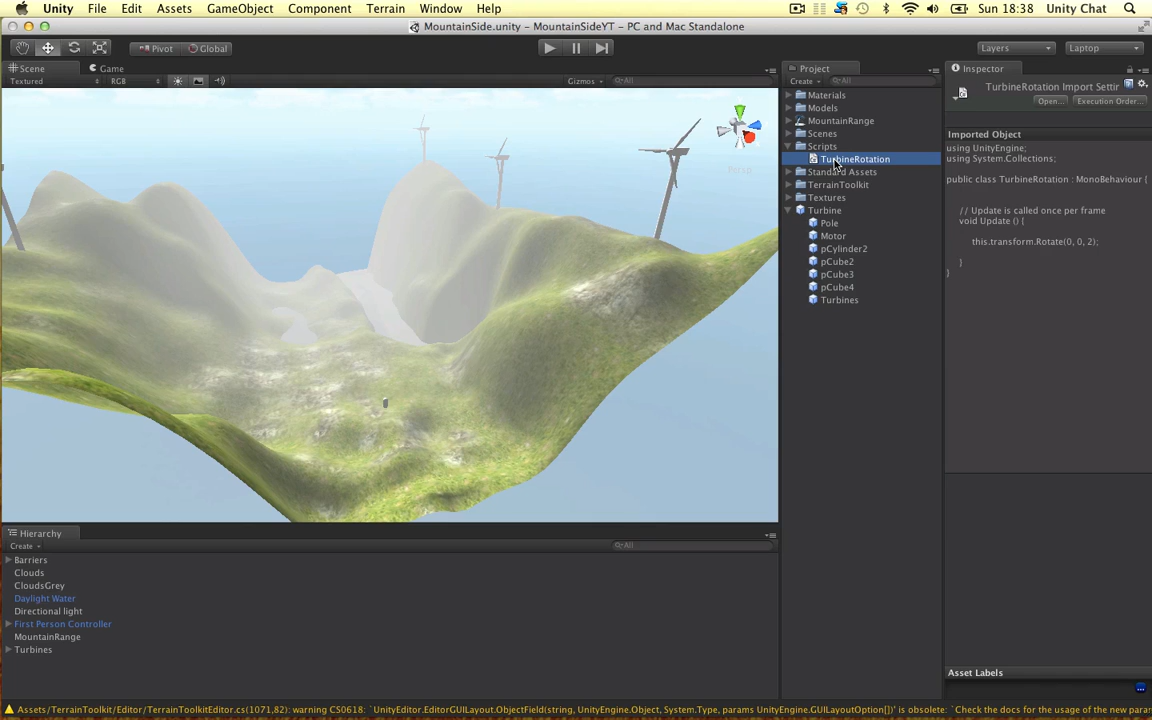 Unity File Edit Assets GameObject Component Terrain Window Help Sun 18:38 Unity Chat
MountainSide.unity – MountainSideYT – PC and Mac Standalone
Pivot Global Layers Laptop
Scene Game
Textured RGB Gizmos All
Persp
Project
Create All
Materials
Models
MountainRange
Scenes
Scripts
TurbineRotation
Standard Assets
TerrainToolkit
Textures
Turbine
Pole
Motor
pCylinder2
pCube2
pCube3
pCube4
Turbines
Inspector
TurbineRotation Import Settir
Open... Execution Order...
Imported Object
using UnityEngine;
using System.Collections;
public class TurbineRotation : MonoBehaviour {
// Update is called once per frame
void Update () {
this.transform.Rotate(0, 0, 2);
}
}
Asset Labels
Hierarchy
Create All
Barriers
Clouds
CloudsGrey
Daylight Water
Directional light
First Person Controller
MountainRange
Turbines
Assets/TerrainToolkit/Editor/TerrainToolkitEditor.cs(1071,82): warning CS0618: `UnityEditor.EditorGUILayout.ObjectField(string, UnityEngine.Object, System.Type, params UnityEngine.GUILayoutOption[])' is obsolete: `Check the docs for the usage of the new param